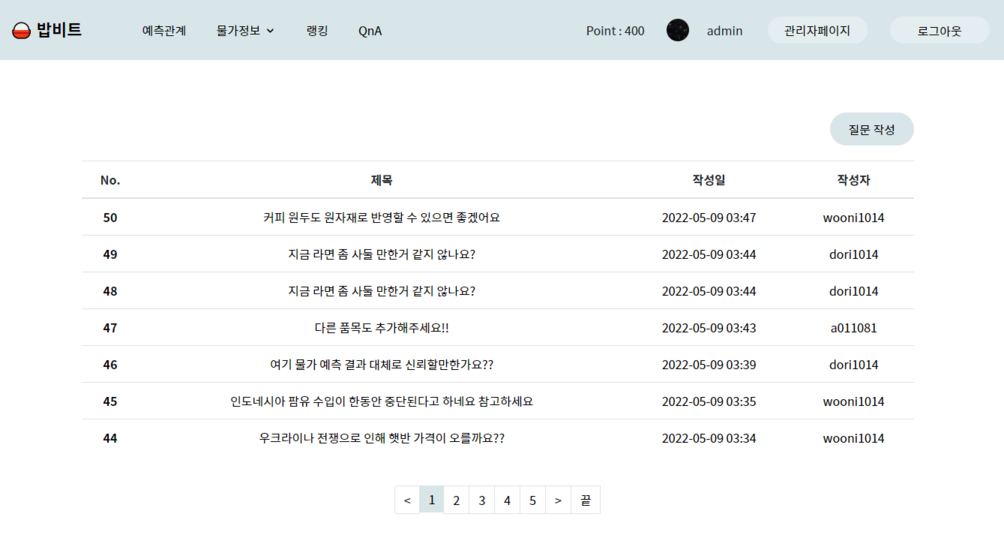 밥비트 예측관계 물가정보 랭킹 QnA Point : 400 admin 관리자페이지 로그아웃
질문 작성
No. 제목 작성일 작성자
50 커피 원두도 원자재로 반영할 수 있으면 좋겠어요 2022-05-09 03:47 wooni1014
49 지금 라면 좀 사둘 만한거 같지 않나요? 2022-05-09 03:44 dori1014
48 지금 라면 좀 사둘 만한거 같지 않나요? 2022-05-09 03:44 dori1014
47 다른 품목도 추가해주세요!! 2022-05-09 03:43 a011081
46 여기 물가 예측 결과 대체로 신뢰할만한가요?? 2022-05-09 03:39 dori1014
45 인도네시아 팜유 수입이 한동안 중단된다고 하네요 참고하세요 2022-05-09 03:35 wooni1014
44 우크라이나 전쟁으로 인해 햇반 가격이 오를까요?? 2022-05-09 03:34 wooni1014
< 1 2 3 4 5 > 끝